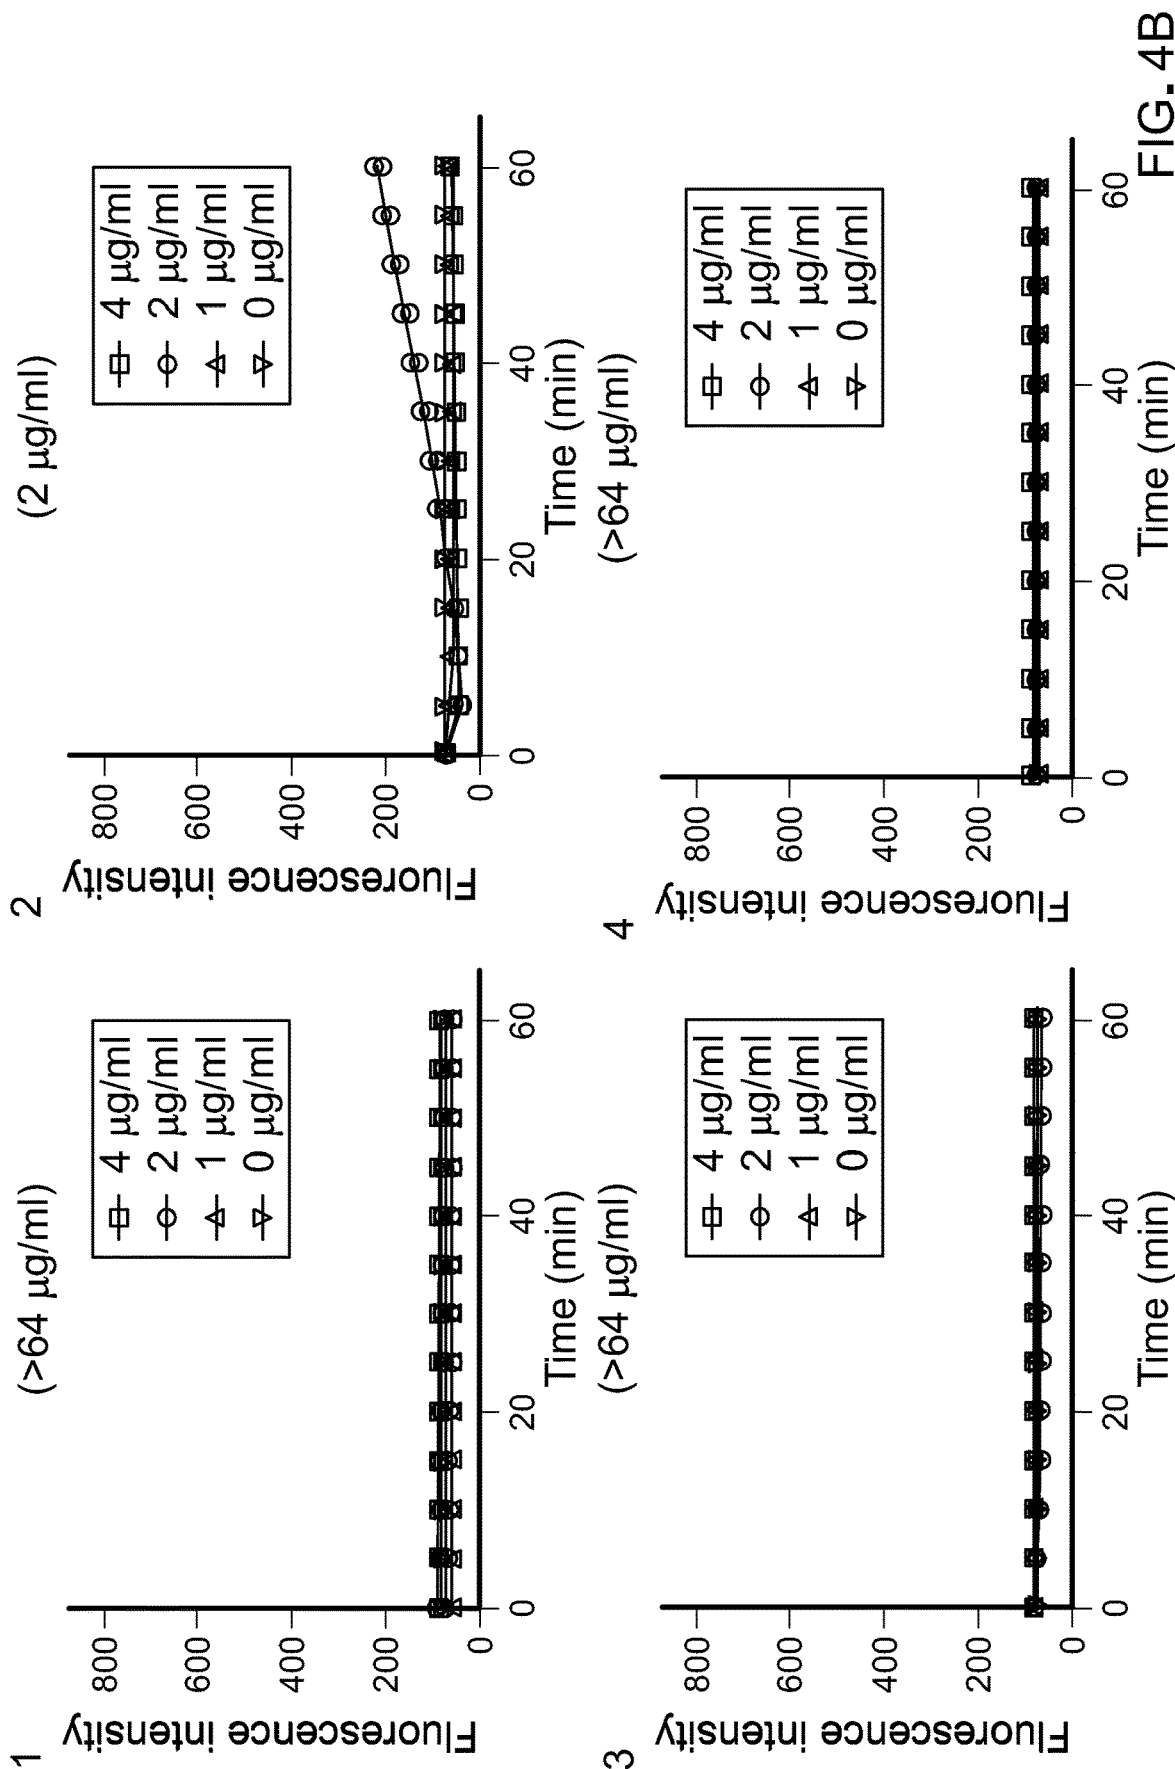 1
(>64 µg/ml)
Fluorescence intensity
800
600
400
200
0
0
20
40
60
Time (min)
4 µg/ml
2 µg/ml
1 µg/ml
0 µg/ml
2
(2 µg/ml)
Fluorescence intensity
800
600
400
200
0
0
20
40
60
Time (min)
4 µg/ml
2 µg/ml
1 µg/ml
0 µg/ml
3
(>64 µg/ml)
Fluorescence intensity
800
600
400
200
0
0
20
40
60
Time (min)
4 µg/ml
2 µg/ml
1 µg/ml
0 µg/ml
4
(>64 µg/ml)
Fluorescence intensity
800
600
400
200
0
0
20
40
60
Time (min)
4 µg/ml
2 µg/ml
1 µg/ml
0 µg/ml
FIG. 4B